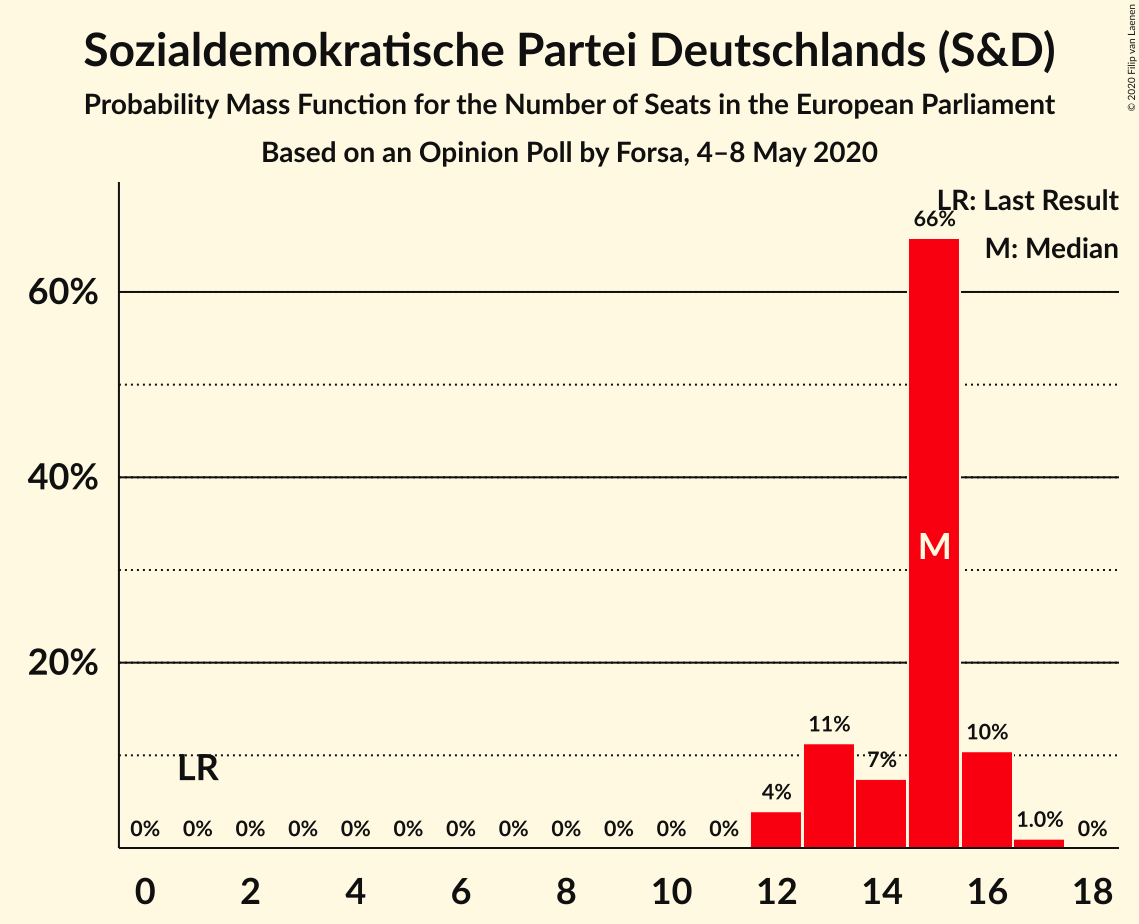 Sozialdemokratische Partei Deutschlands (S&D)
Probability Mass Function for the Number of Seats in the European Parliament
Based on an Opinion Poll by Forsa, 4–8 May 2020
© 2020 Filip van Laenen
LR: Last Result
M: Median
66%
60%
40%
M
20%
11%
10%
7%
LR
4%
1.0%
0% 0% 0% 0% 0% 0% 0% 0% 0% 0% 0% 0% 0%
0 2 4 6 8 10 12 14 16 18